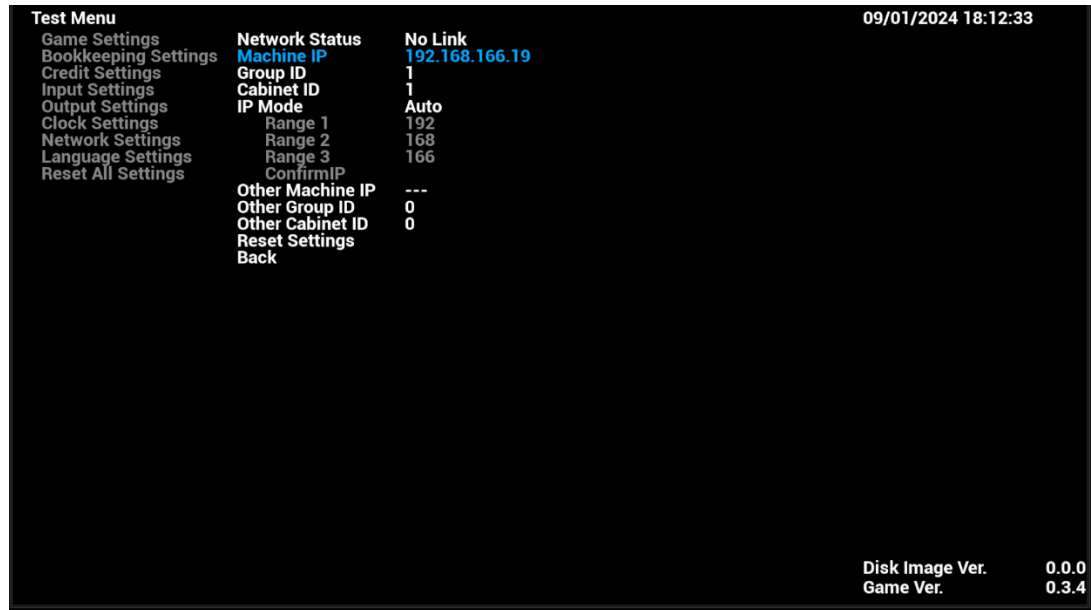 Test Menu 09/01/2024 18:12:33
Game Settings Network Status No Link
Bookkeeping Settings Machine IP 192.168.166.19
Credit Settings Group ID 1
Input Settings Cabinet ID 1
Output Settings IP Mode Auto
Clock Settings Range 1 192
Network Settings Range 2 168
Language Settings Range 3 166
Reset All Settings ConfirmIP
Other Machine IP ---
Other Group ID 0
Other Cabinet ID 0
Reset Settings
Back
Disk Image Ver. 0.0.0
Game Ver. 0.3.4